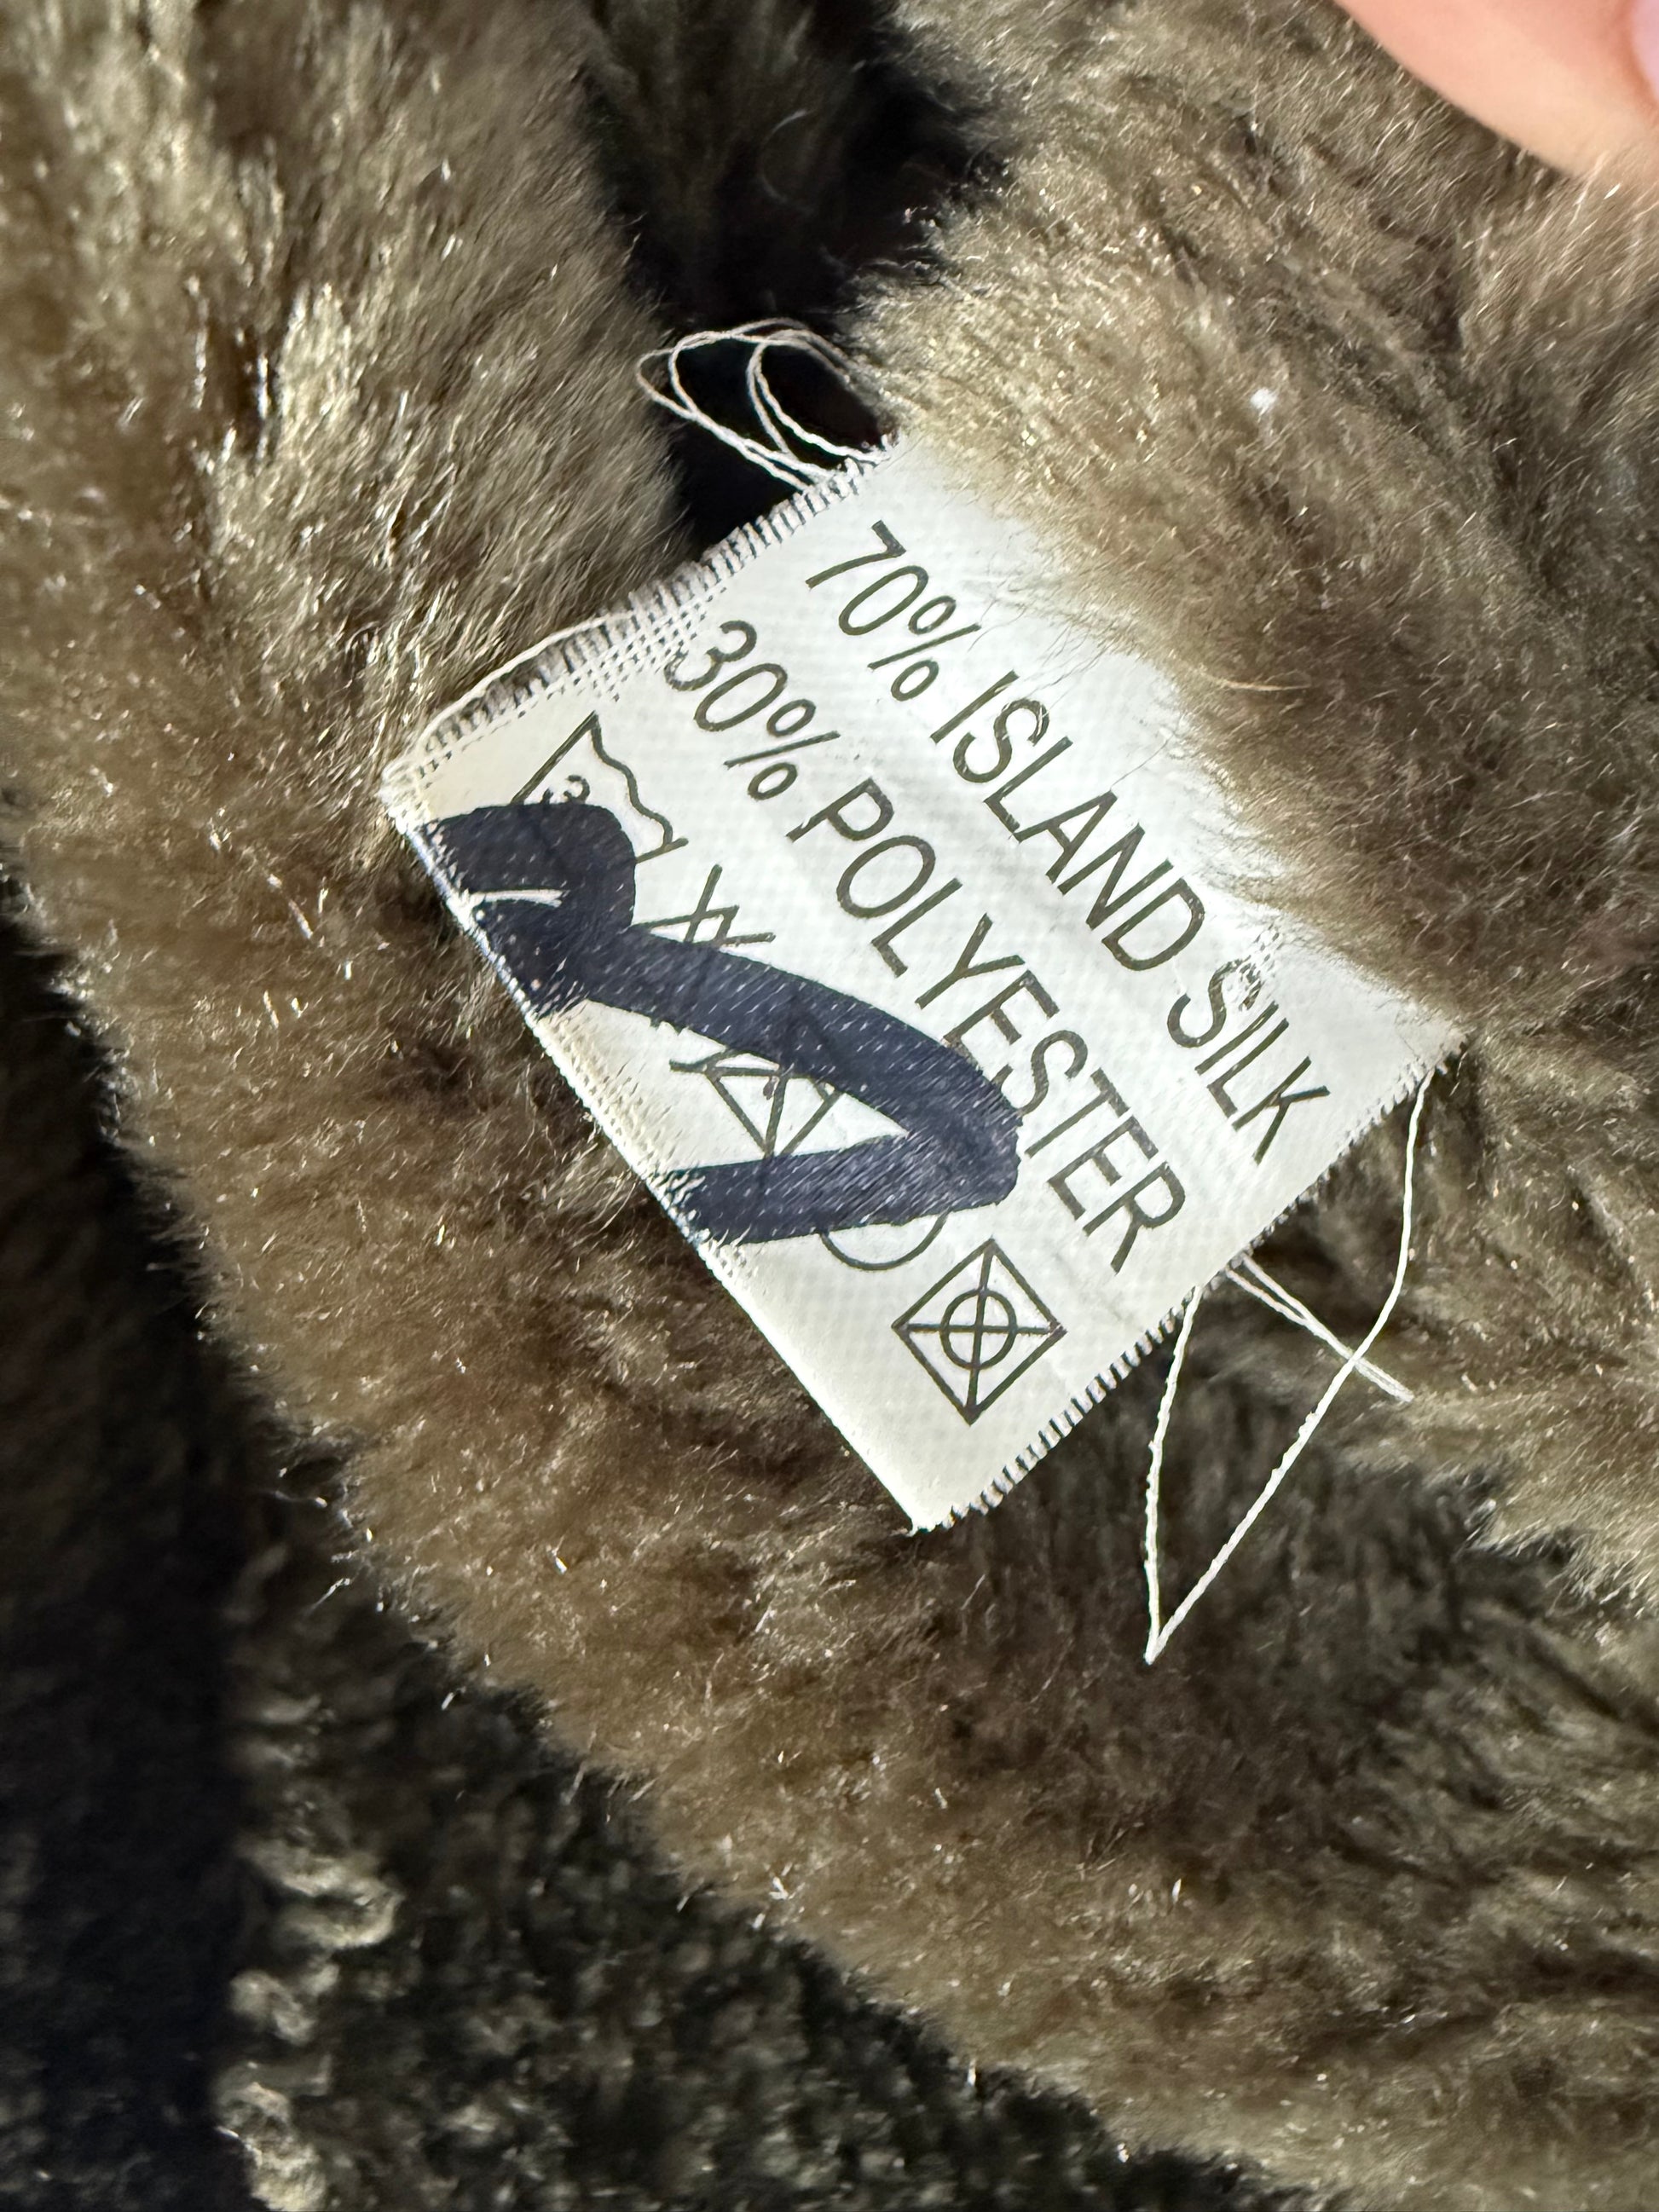 70% ISLAND SILK
30% POLYESTER